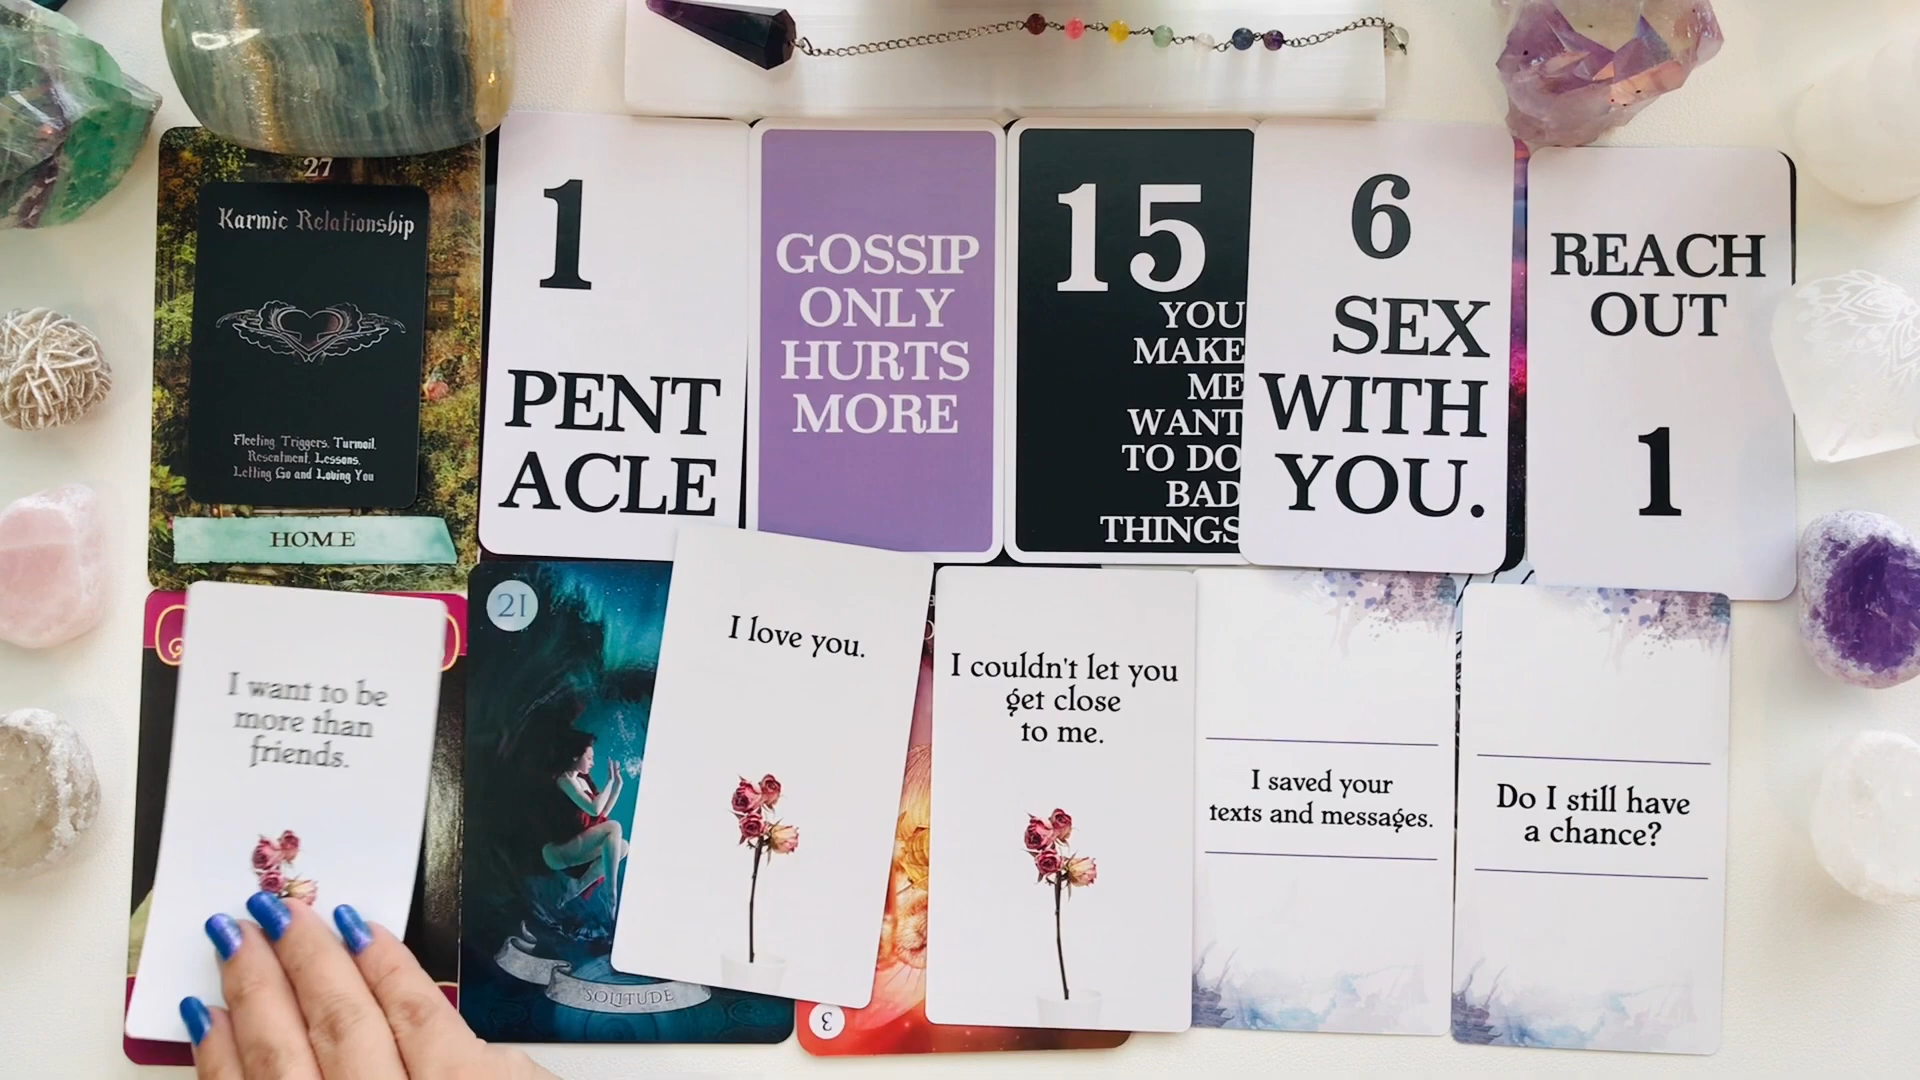 27
Karmic Relationship
Fleeting, Triggers, Turmoil,
Resentment, Lessons,
Letting Go and Loving You
HOME
1
PENT
ACLE
GOSSIP
ONLY
HURTS
MORE
15
YOU
MAKE
ME
WANT
TO DO
BAD
THINGS
6
SEX
WITH
YOU.
REACH
OUT
1
I want to be
more than
friends.
21
SOLITUDE
I love you.
3
I couldn't let you
get close
to me.
I saved your
texts and messages.
Do I still have
a chance?